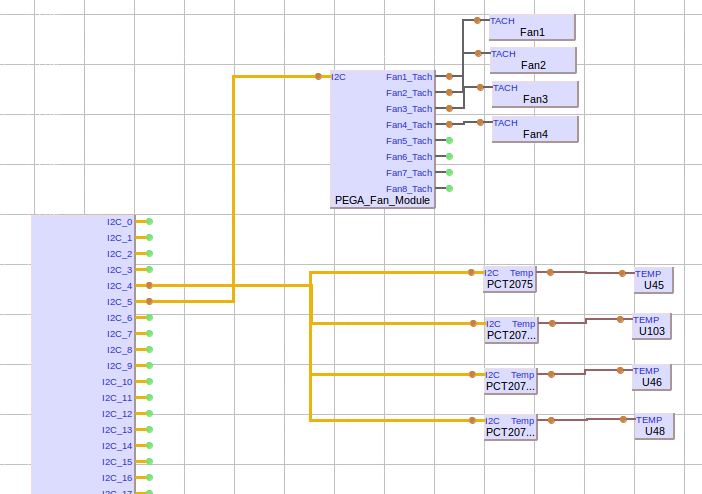 TACH
Fan1
TACH
Fan2
I2C Fan1_Tach
Fan2_Tach
TACH
Fan3
Fan3_Tach
Fan4_Tach
TACH
Fan4
Fan5_Tach
Fan6_Tach
Fan7_Tach
Fan8_Tach
PEGA_Fan_Module
I2C_0
I2C_1
I2C_2
I2C_3
I2C_4
I2C_5
I2C_6
I2C_7
I2C_8
I2C_9
I2C_10
I2C_11
I2C_12
I2C_13
I2C_14
I2C_15
I2C_16
I2C_17
I2C Temp
PCT2075
TEMP
U45
I2C Temp
PCT207...
TEMP
U103
I2C Temp
PCT207...
TEMP
U46
I2C Temp
PCT207...
TEMP
U48